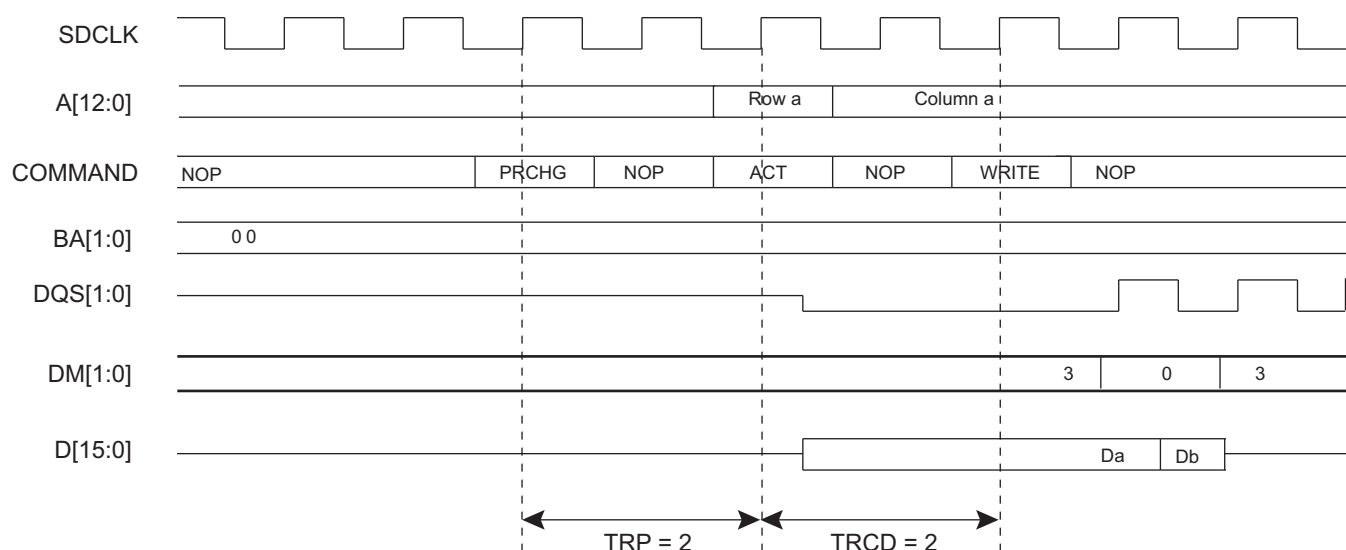 SDCLK
A[12:0] Row a Column a
COMMAND NOP PRCHG NOP ACT NOP WRITE NOP
BA[1:0] 0 0
DQS[1:0]
DM[1:0] 3 0 3
D[15:0] Da Db
TRP = 2 TRCD = 2